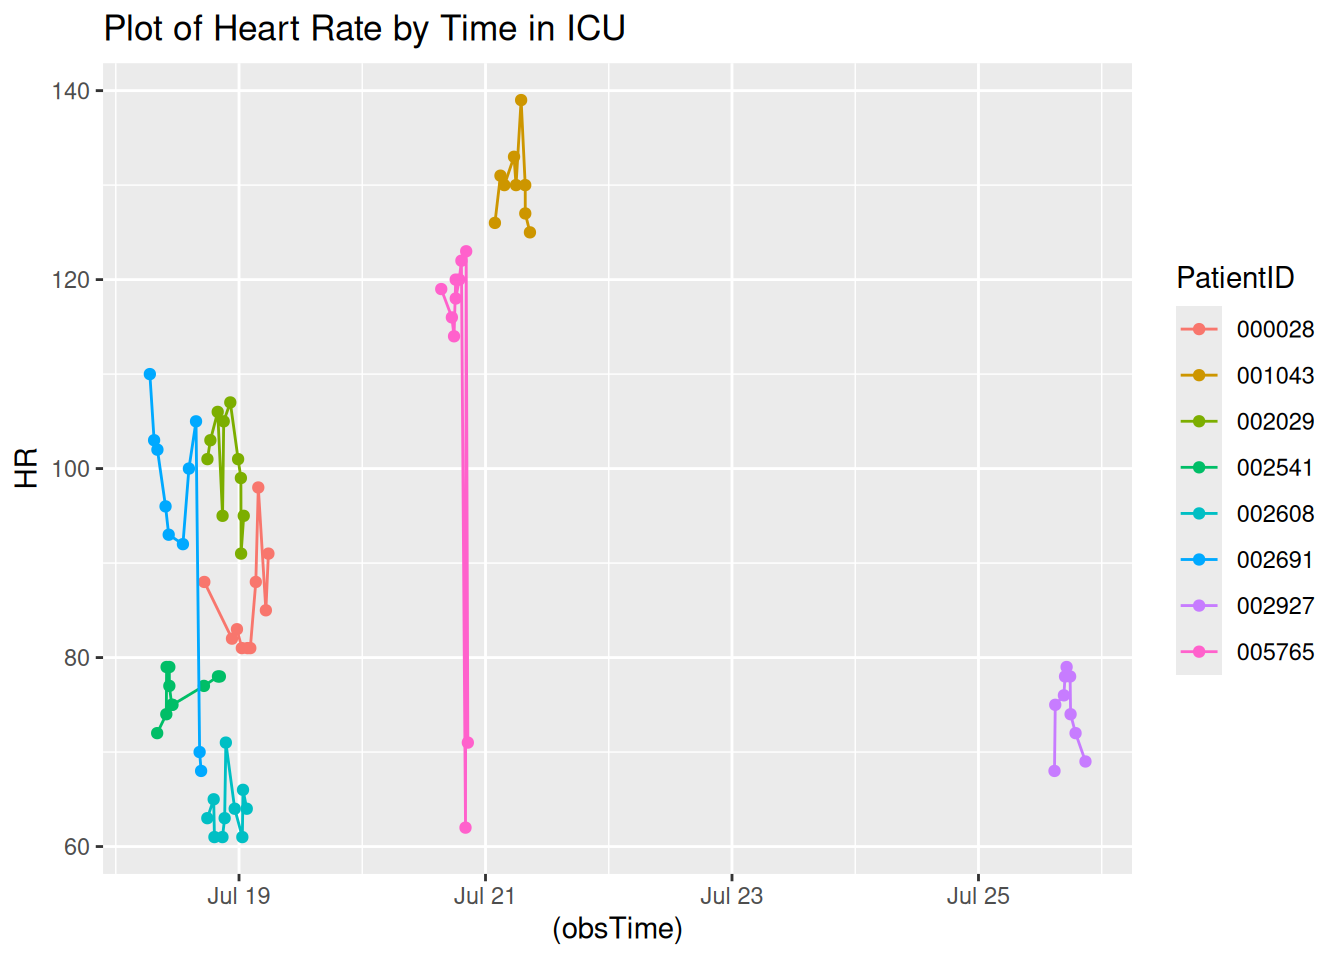 Plot of Heart Rate by Time in ICU
140
120
100
80
60
HR
Jul 19
Jul 21
Jul 23
Jul 25
(obsTime)
PatientID
000028
001043
002029
002541
002608
002691
002927
005765